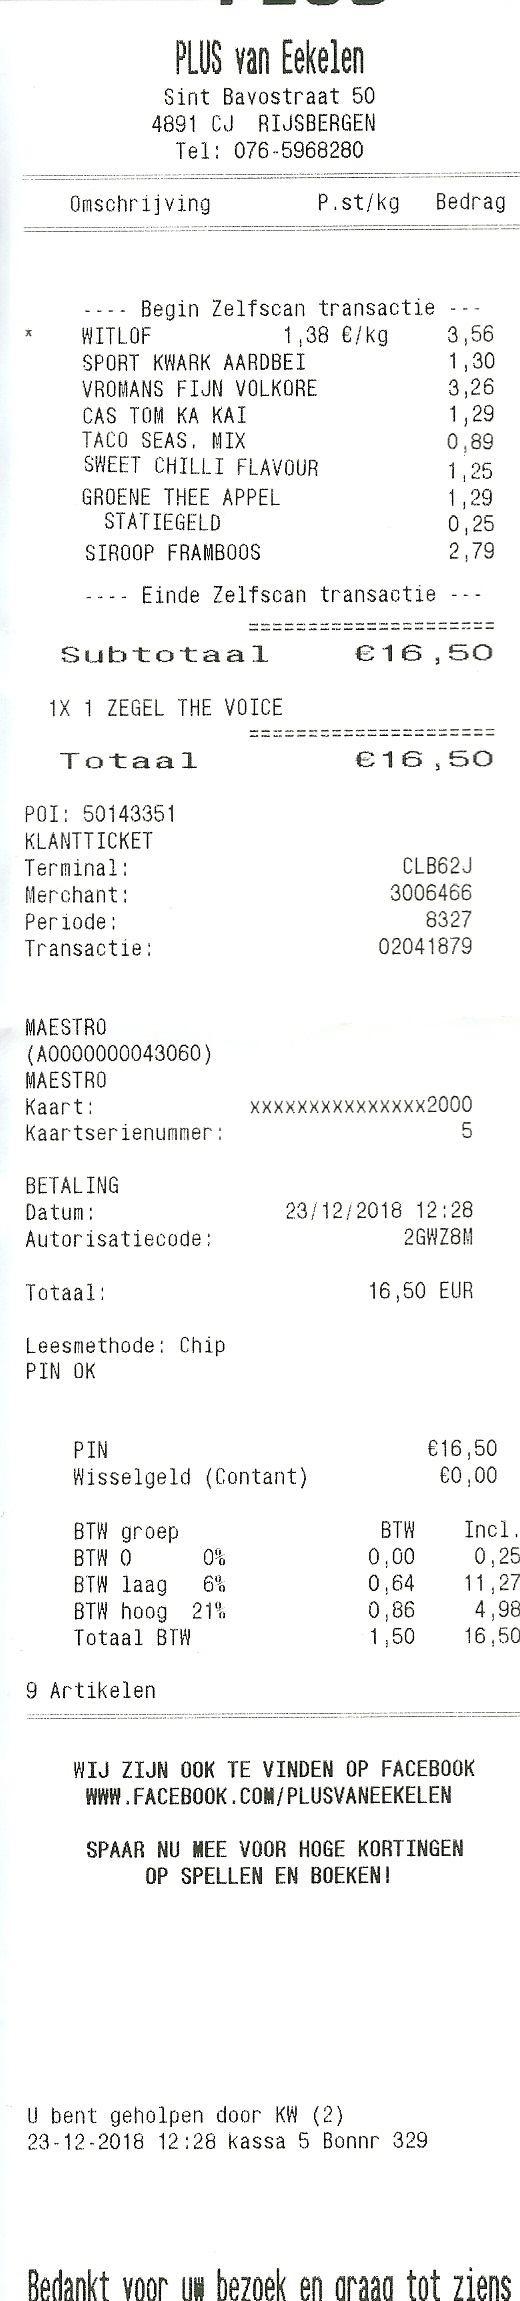 PLUS
PLUS van Eekelen
Sint Bavostraat 50
4891 CJ RIJSBERGEN
Tel: 076-5968280
Omschrijving P.st/kg Bedrag
---- Begin Zelfscan transactie ---
* WITLOF 1,38 €/kg 3,56
SPORT KWARK AARDBEI 1,30
VROMANS FIJN VOLKORE 3,26
CAS TOM KA KAI 1,29
TACO SEAS. MIX 0,89
SWEET CHILLI FLAVOUR 1,25
GROENE THEE APPEL 1,29
STATIEGELD 0,25
SIROOP FRAMBOOS 2,79
---- Einde Zelfscan transactie ---
=====================
Subtotaal €16,50
1X 1 ZEGEL THE VOICE
=====================
Totaal €16,50
POI: 50143351
KLANTTICKET
Terminal: CLB62J
Merchant: 3006466
Periode: 8327
Transactie: 02041879
MAESTRO
(A0000000043060)
MAESTRO
Kaart: xxxxxxxxxxxxxxx2000
Kaartserienummer: 5
BETALING
Datum: 23/12/2018 12:28
Autorisatiecode: 2GWZ8M
Totaal: 16,50 EUR
Leesmethode: Chip
PIN OK
PIN €16,50
Wisselgeld (Contant) €0,00
BTW groep BTW Incl.
BTW 0 0% 0,00 0,25
BTW laag 6% 0,64 11,27
BTW hoog 21% 0,86 4,98
Totaal BTW 1,50 16,50
9 Artikelen
WIJ ZIJN OOK TE VINDEN OP FACEBOOK
WWW.FACEBOOK.COM/PLUSVANEEKELEN
SPAAR NU MEE VOOR HOGE KORTINGEN
OP SPELLEN EN BOEKEN!
U bent geholpen door KW (2)
23-12-2018 12:28 kassa 5 Bonnr 329
Bedankt voor uw bezoek en graag tot ziens